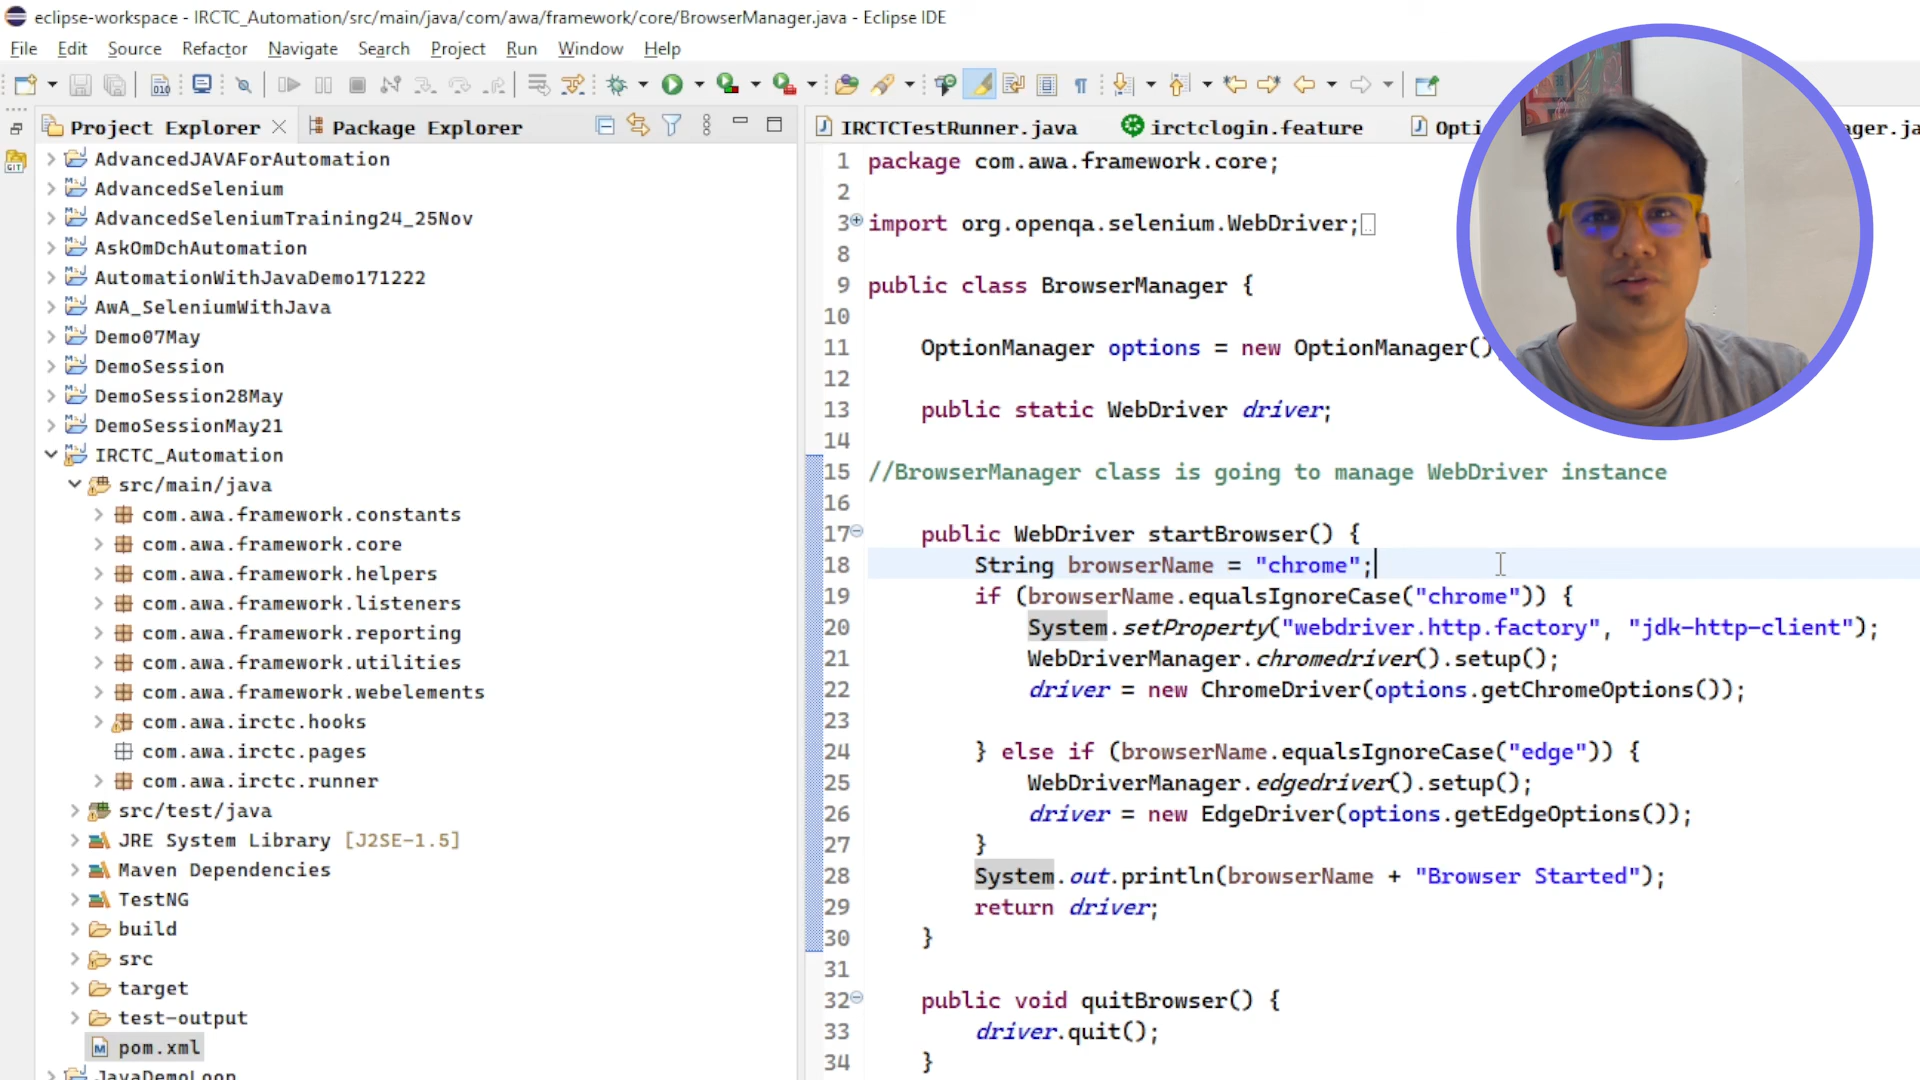 eclipse-workspace - IRCTC_Automation/src/main/java/com/awa/framework/core/BrowserManager.java - Eclipse IDE
File Edit Source Refactor Navigate Search Project Run Window Help
Project Explorer Package Explorer
AdvancedJAVAForAutomation
AdvancedSelenium
AdvancedSeleniumTraining24_25Nov
AskOmDchAutomation
AutomationWithJavaDemo171222
AwA_SeleniumWithJava
Demo07May
DemoSession
DemoSession28May
DemoSessionMay21
IRCTC_Automation
src/main/java
com.awa.framework.constants
com.awa.framework.core
com.awa.framework.helpers
com.awa.framework.listeners
com.awa.framework.reporting
com.awa.framework.utilities
com.awa.framework.webelements
com.awa.irctc.hooks
com.awa.irctc.pages
com.awa.irctc.runner
src/test/java
JRE System Library [J2SE-1.5]
Maven Dependencies
TestNG
build
src
target
test-output
pom.xml
JavaDemoLoop
IRCTCTestRunner.java irctclogin.feature Opti ager.ja
1 package com.awa.framework.core;
2
3 import org.openqa.selenium.WebDriver;
8
9 public class BrowserManager {
10
11 OptionManager options = new OptionManager()
12
13 public static WebDriver driver;
14
15 //BrowserManager class is going to manage WebDriver instance
16
17 public WebDriver startBrowser() {
18 String browserName = "chrome";
19 if (browserName.equalsIgnoreCase("chrome")) {
20 System.setProperty("webdriver.http.factory", "jdk-http-client");
21 WebDriverManager.chromedriver().setup();
22 driver = new ChromeDriver(options.getChromeOptions());
23
24 } else if (browserName.equalsIgnoreCase("edge")) {
25 WebDriverManager.edgedriver().setup();
26 driver = new EdgeDriver(options.getEdgeOptions());
27 }
28 System.out.println(browserName + "Browser Started");
29 return driver;
30 }
31
32 public void quitBrowser() {
33 driver.quit();
34 }